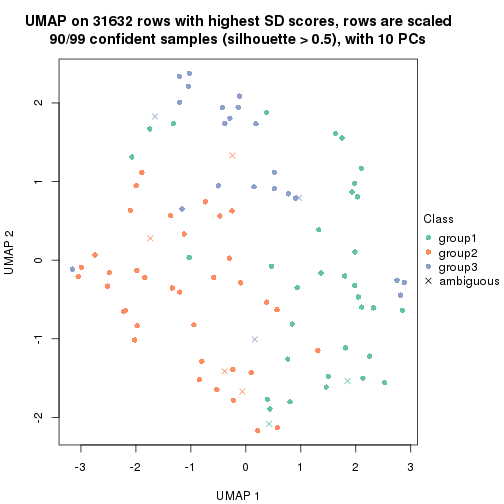 UMAP on 31632 rows with highest SD scores, rows are scaled
90/99 confident samples (silhouette > 0.5), with 10 PCs
2
1
0
-1
-2
UMAP 2
-3
-2
-1
0
1
2
3
UMAP 1
Class
group1
group2
group3
ambiguous